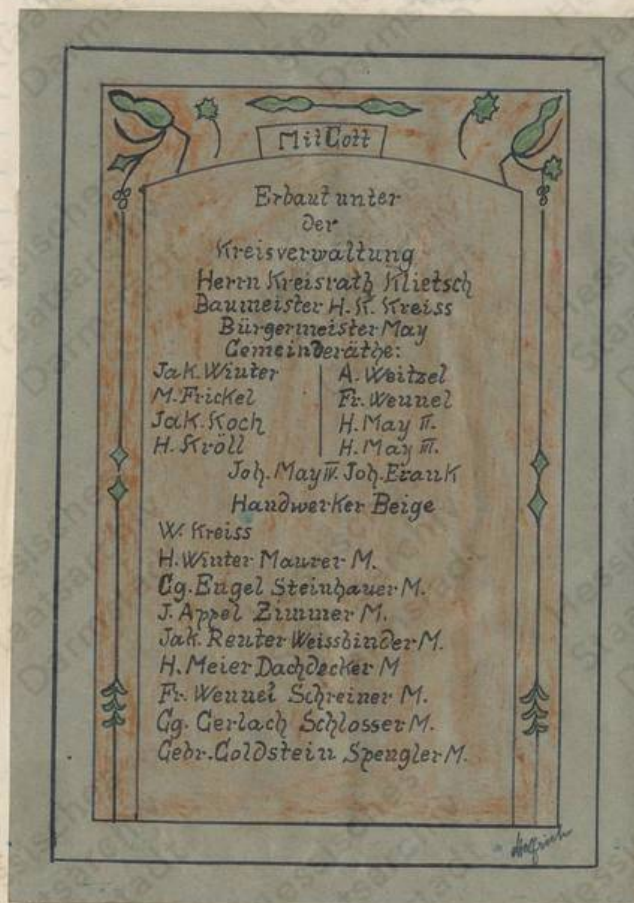 Mit Gott
Erbaut unter
der
Kreisverwaltung
Herrn Kreisrath Klietsch
Baumeister H. K. Kreiss
Bürgermeister May
Gemeinderäthe:
Jak. Winter
M. Frickel
Jak. Koch
H. Kröll
A. Weitzel
Fr. Wennel
H. May II.
H. May III.
Joh. May IV. Joh. Frank
Handwerker Beige
W. Kreiss
H. Winter Maurer M.
Gg. Engel Steinhauer M.
J. Appel Zimmer M.
Jak. Reuter Weissbinder M.
H. Meier Dachdecker M
Fr. Wennel Schreiner M.
Gg. Gerlach Schlosser M.
Gebr. Goldstein Spengler M.
Helfrich